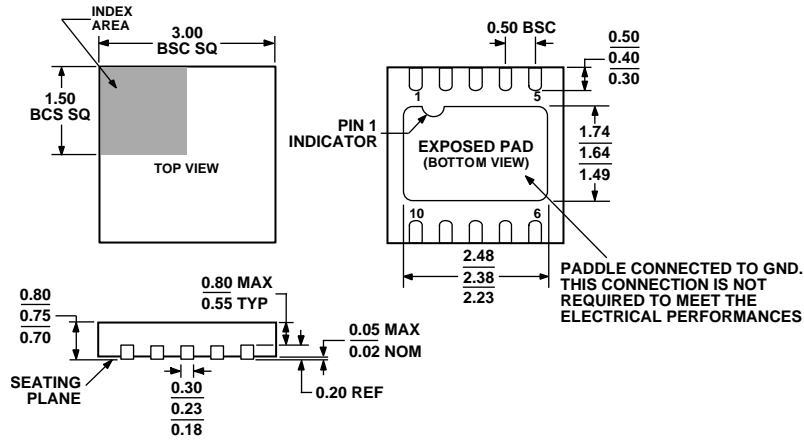 INDEX
AREA
3.00
BSC SQ
1.50
BCS SQ
TOP VIEW
0.50 BSC
0.50
0.40
0.30
1
5
PIN 1
INDICATOR
EXPOSED PAD
(BOTTOM VIEW)
1.74
1.64
1.49
10
6
2.48
2.38
2.23
PADDLE CONNECTED TO GND.
THIS CONNECTION IS NOT
REQUIRED TO MEET THE
ELECTRICAL PERFORMANCES
0.80
0.75
0.70
0.80 MAX
0.55 TYP
0.05 MAX
0.02 NOM
SEATING
PLANE
0.30
0.23
0.18
0.20 REF